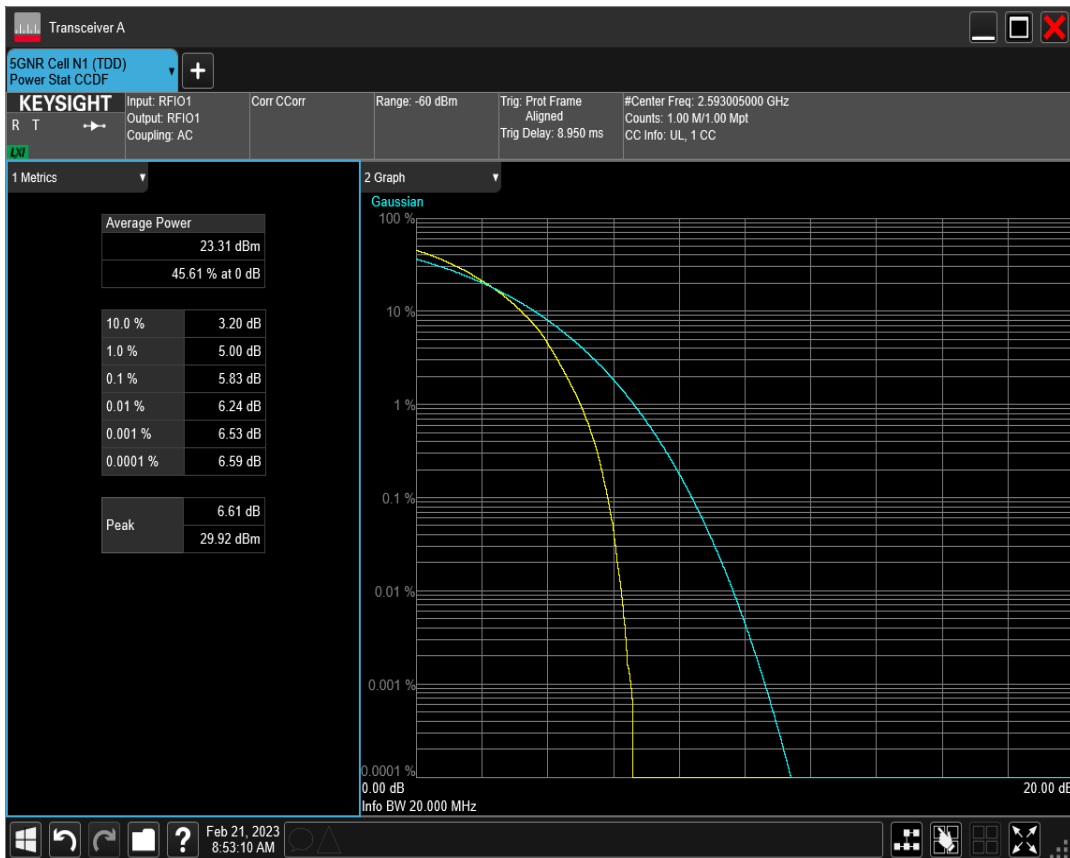 Transceiver A
5GNR Cell N1 (TDD)
Power Stat CCDF
KEYSIGHT
R T
LXI
Input: RFIO1
Output: RFIO1
Coupling: AC
Corr CCorr
Range: -60 dBm
Trig: Prot Frame
Aligned
Trig Delay: 8.950 ms
#Center Freq: 2.593005000 GHz
Counts: 1.00 M/1.00 Mpt
CC Info: UL, 1 CC
1 Metrics
Average Power
23.31 dBm
45.61 % at 0 dB
10.0 % 3.20 dB
1.0 % 5.00 dB
0.1 % 5.83 dB
0.01 % 6.24 dB
0.001 % 6.53 dB
0.0001 % 6.59 dB
Peak
6.61 dB
29.92 dBm
2 Graph
Gaussian
100 %
10 %
1 %
0.1 %
0.01 %
0.001 %
0.0001 %
0.00 dB 20.00 dB
Info BW 20.000 MHz
? Feb 21, 2023
8:53:10 AM